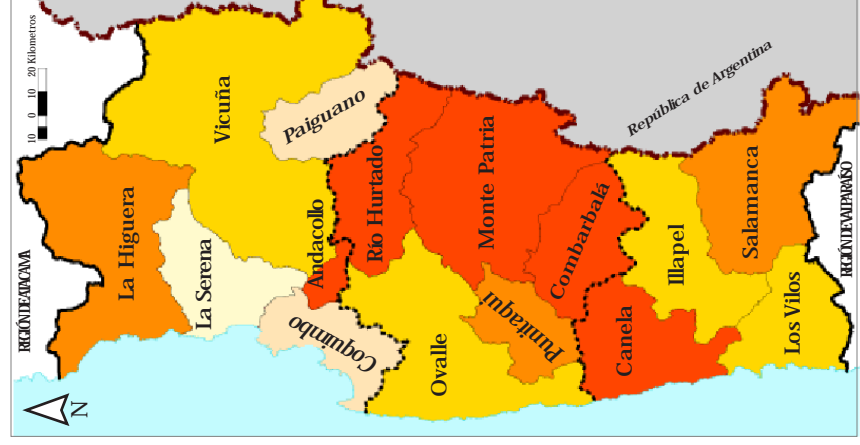 REGIÓN DE ATACAMA
10 0 10 20 Kilometros
La Higuera
Vicuña
La Serena
Paiguano
Coquimbo
Andacollo
Río Hurtado
Ovalle
Monte Patria
Punitaqui
Combarbalá
República de Argentina
Canela
Illapel
Salamanca
Los Vilos
REGIÓN DE VALPARAÍSO
N